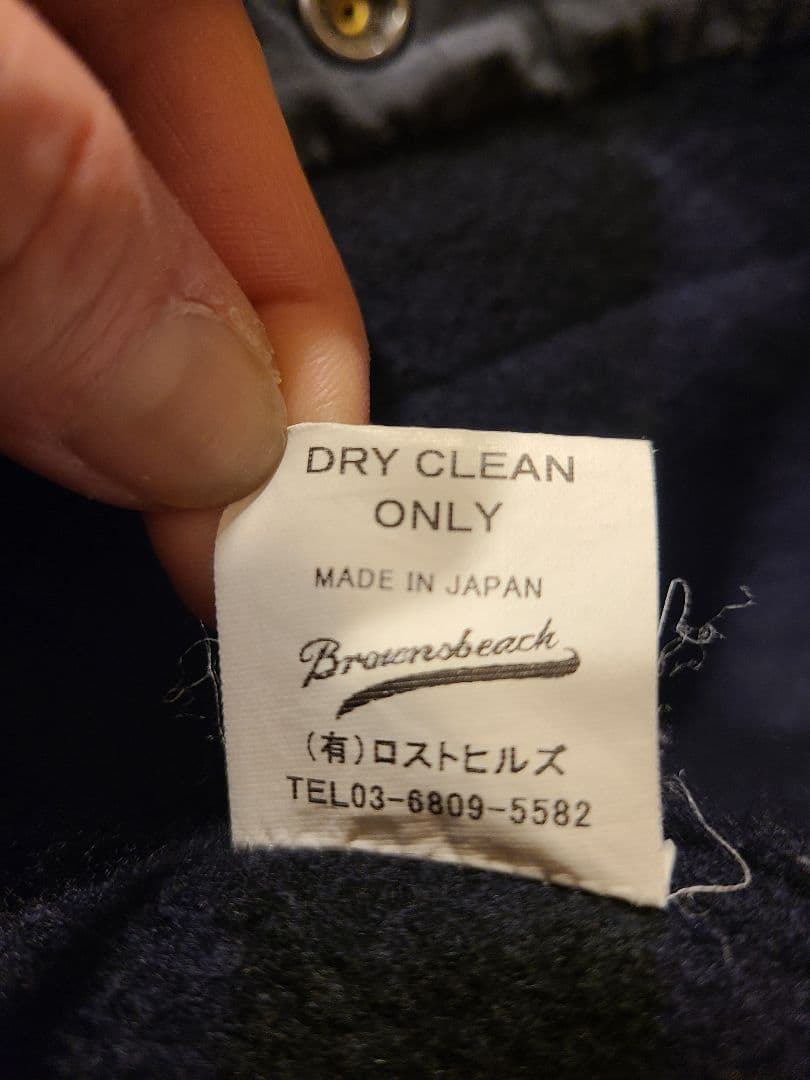 DRY CLEAN
ONLY
MADE IN JAPAN
Brownsbeach
(有)ロストヒルズ
TEL03-6809-5582